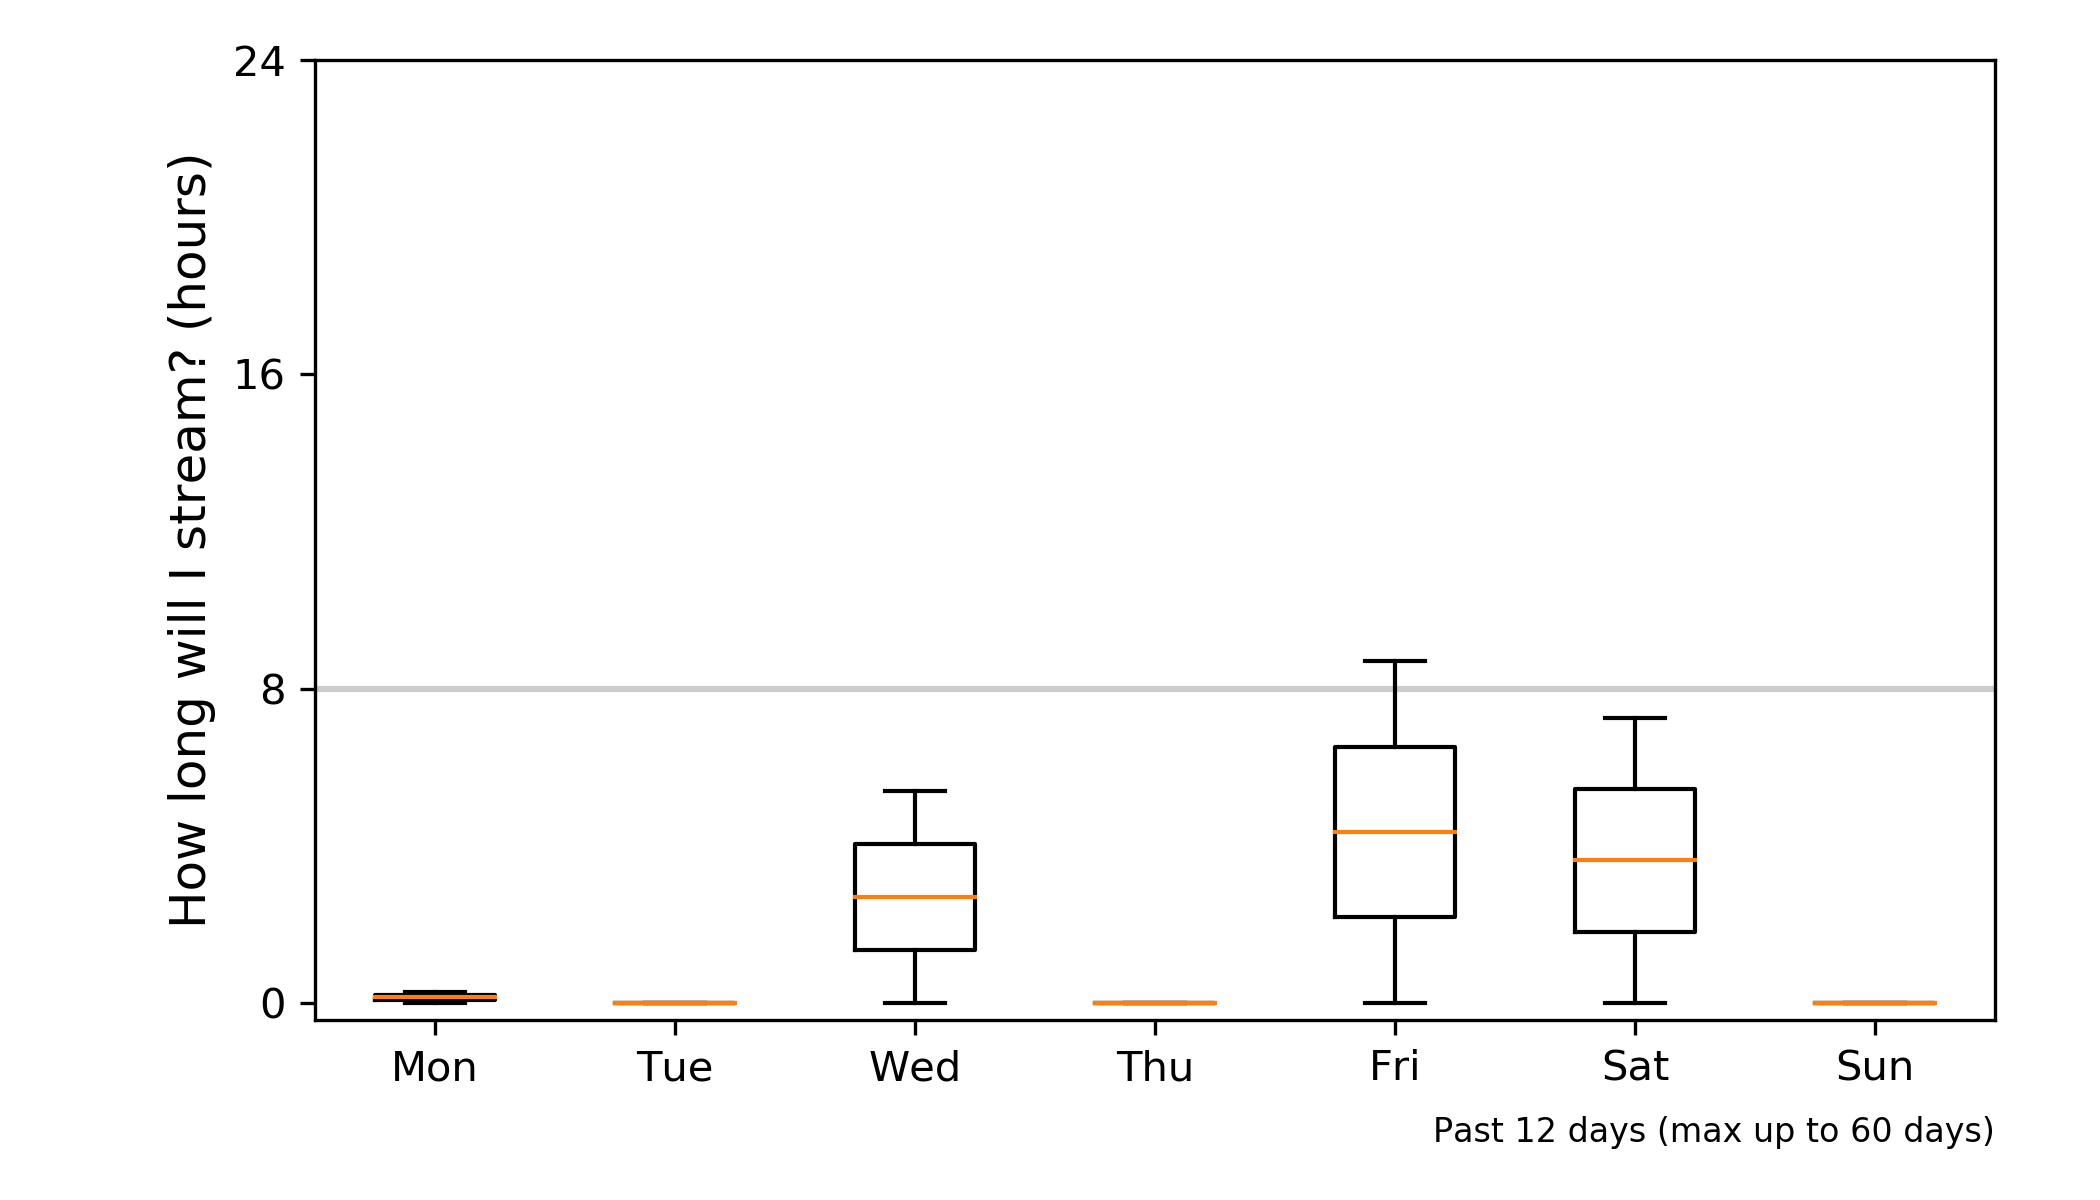 How long will I stream? (hours)
24
16
8
0
Mon Tue Wed Thu Fri Sat Sun
Past 12 days (max up to 60 days)